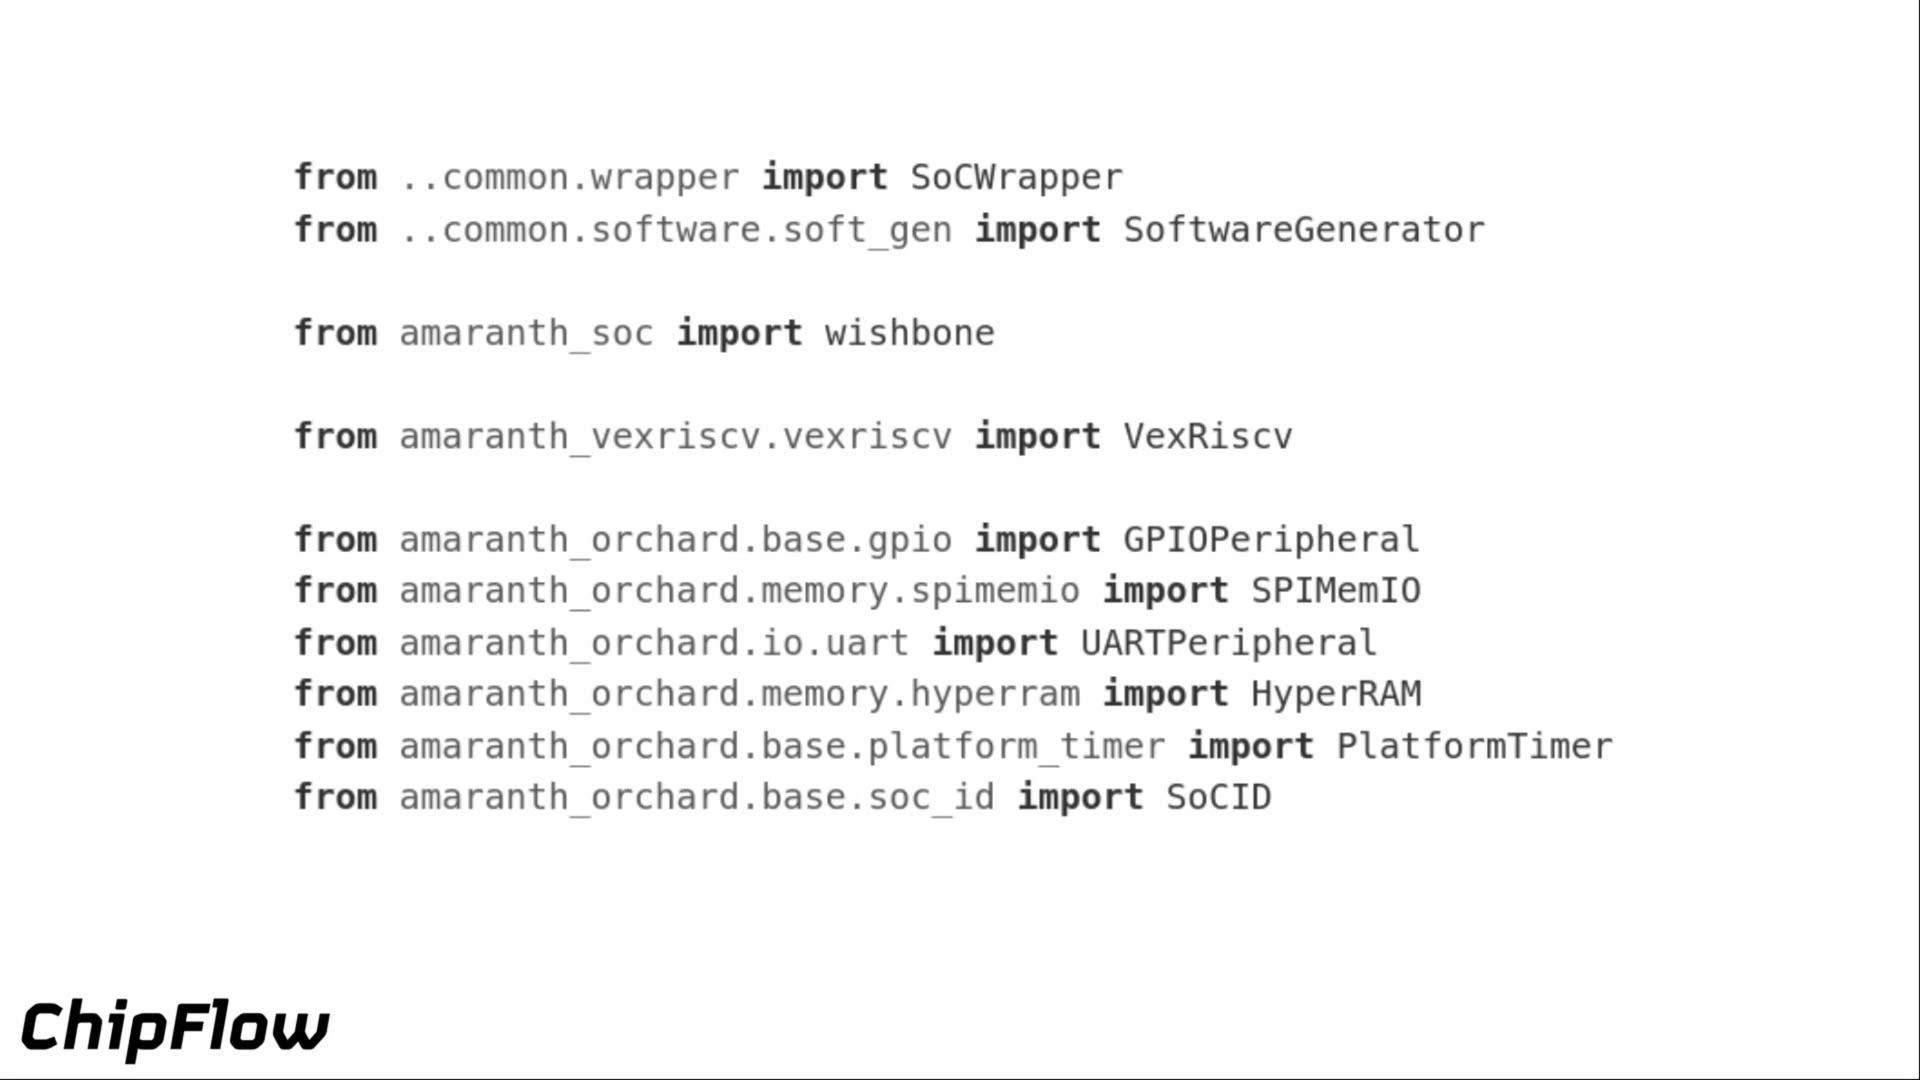 from ..common.wrapper import SoCWrapper
from ..common.software.soft_gen import SoftwareGenerator
from amaranth_soc import wishbone
from amaranth_vexriscv.vexriscv import VexRiscv
from amaranth_orchard.base.gpio import GPIOPeripheral
from amaranth_orchard.memory.spimemio import SPIMemIO
from amaranth_orchard.io.uart import UARTPeripheral
from amaranth_orchard.memory.hyperram import HyperRAM
from amaranth_orchard.base.platform_timer import PlatformTimer
from amaranth_orchard.base.soc_id import SoCID
ChipFlow